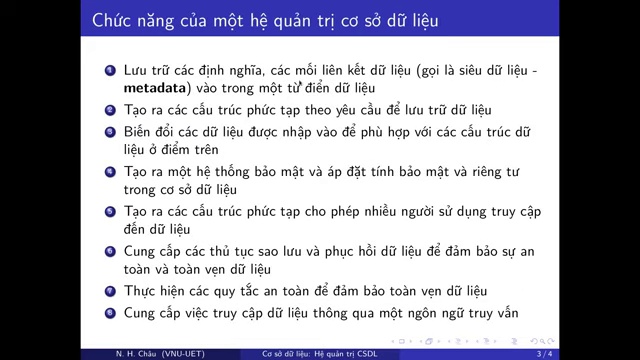 Chức năng của một hệ quản trị cơ sở dữ liệu
1 Lưu trữ các định nghĩa, các mối liên kết dữ liệu (gọi là siêu dữ liệu -
metadata) vào trong một từ điển dữ liệu
2 Tạo ra các cấu trúc phức tạp theo yêu cầu để lưu trữ dữ liệu
3 Biến đổi các dữ liệu được nhập vào để phù hợp với các cấu trúc dữ
liệu ở điểm trên
4 Tạo ra một hệ thống bảo mật và áp đặt tính bảo mật và riêng tư
trong cơ sở dữ liệu
5 Tạo ra các cấu trúc phức tạp cho phép nhiều người sử dụng truy cập
đến dữ liệu
6 Cung cấp các thủ tục sao lưu và phục hồi dữ liệu để đảm bảo sự an
toàn và toàn vẹn dữ liệu
7 Thực hiện các quy tắc an toàn để đảm bảo toàn vẹn dữ liệu
8 Cung cấp việc truy cập dữ liệu thông qua một ngôn ngữ truy vấn
N. H. Châu (VNU-UET) Cơ sở dữ liệu: Hệ quản trị CSDL 3 / 4